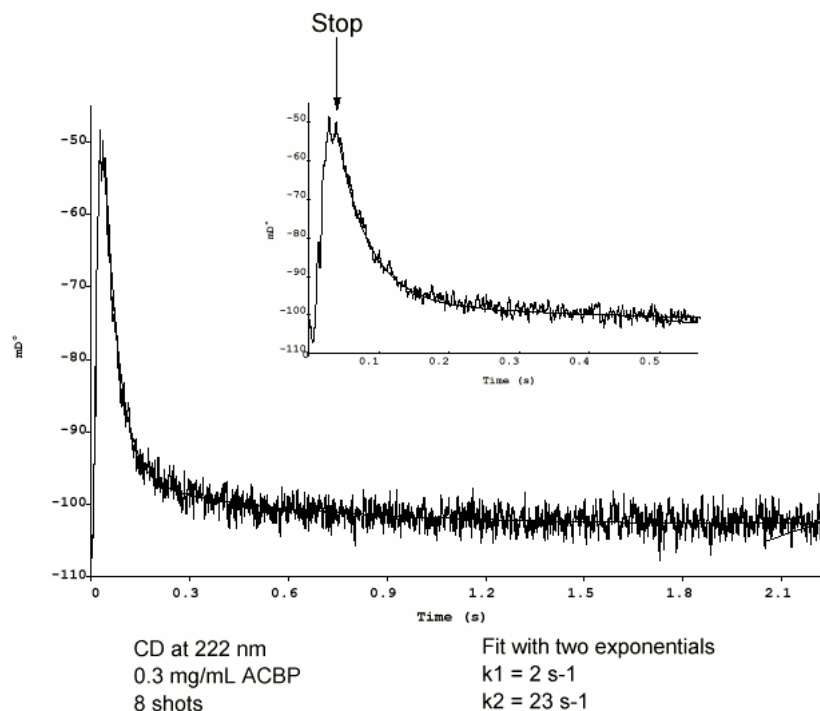 Stop
-50
-60
-70
-80
-90
-100
-110
mD°
0
0.1
0.2
0.3
0.4
0.5
Time (s)
-50
-60
-70
-80
-90
-100
-110
mD°
0
0.3
0.6
0.9
1.2
1.5
1.8
2.1
Time (s)
CD at 222 nm
0.3 mg/mL ACBP
8 shots
Fit with two exponentials
k1 = 2 s-1
k2 = 23 s-1